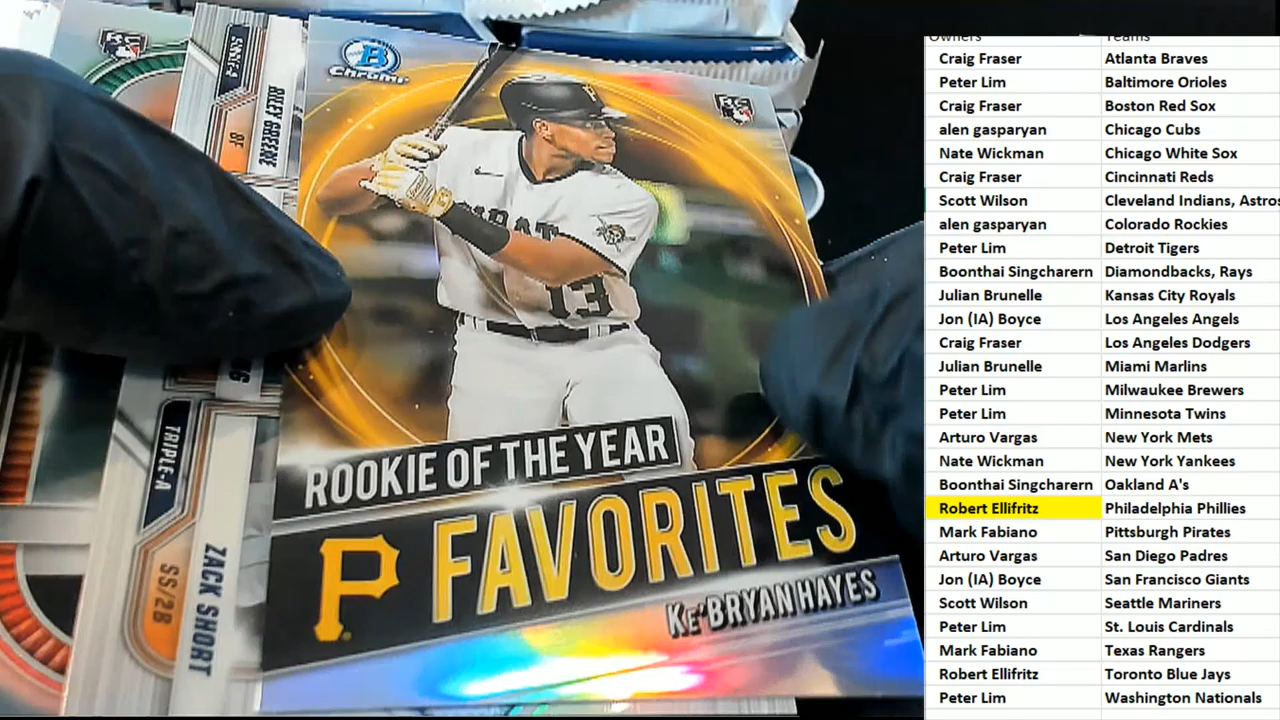 Bowman
Chrome
RC
PIRAT
13
B
ROOKIE OF THE YEAR
P FAVORITES
KE'BRYAN HAYES
RILEY GREENE
OF
TRIPLE-A
SS/2B
ZACK SHORT
Owners Teams
Craig Fraser Atlanta Braves
Peter Lim Baltimore Orioles
Craig Fraser Boston Red Sox
alen gasparyan Chicago Cubs
Nate Wickman Chicago White Sox
Craig Fraser Cincinnati Reds
Scott Wilson Cleveland Indians, Astros
alen gasparyan Colorado Rockies
Peter Lim Detroit Tigers
Boonthai Singcharern Diamondbacks, Rays
Julian Brunelle Kansas City Royals
Jon (IA) Boyce Los Angeles Angels
Craig Fraser Los Angeles Dodgers
Julian Brunelle Miami Marlins
Peter Lim Milwaukee Brewers
Peter Lim Minnesota Twins
Arturo Vargas New York Mets
Nate Wickman New York Yankees
Boonthai Singcharern Oakland A's
Robert Ellifritz Philadelphia Phillies
Mark Fabiano Pittsburgh Pirates
Arturo Vargas San Diego Padres
Jon (IA) Boyce San Francisco Giants
Scott Wilson Seattle Mariners
Peter Lim St. Louis Cardinals
Mark Fabiano Texas Rangers
Robert Ellifritz Toronto Blue Jays
Peter Lim Washington Nationals